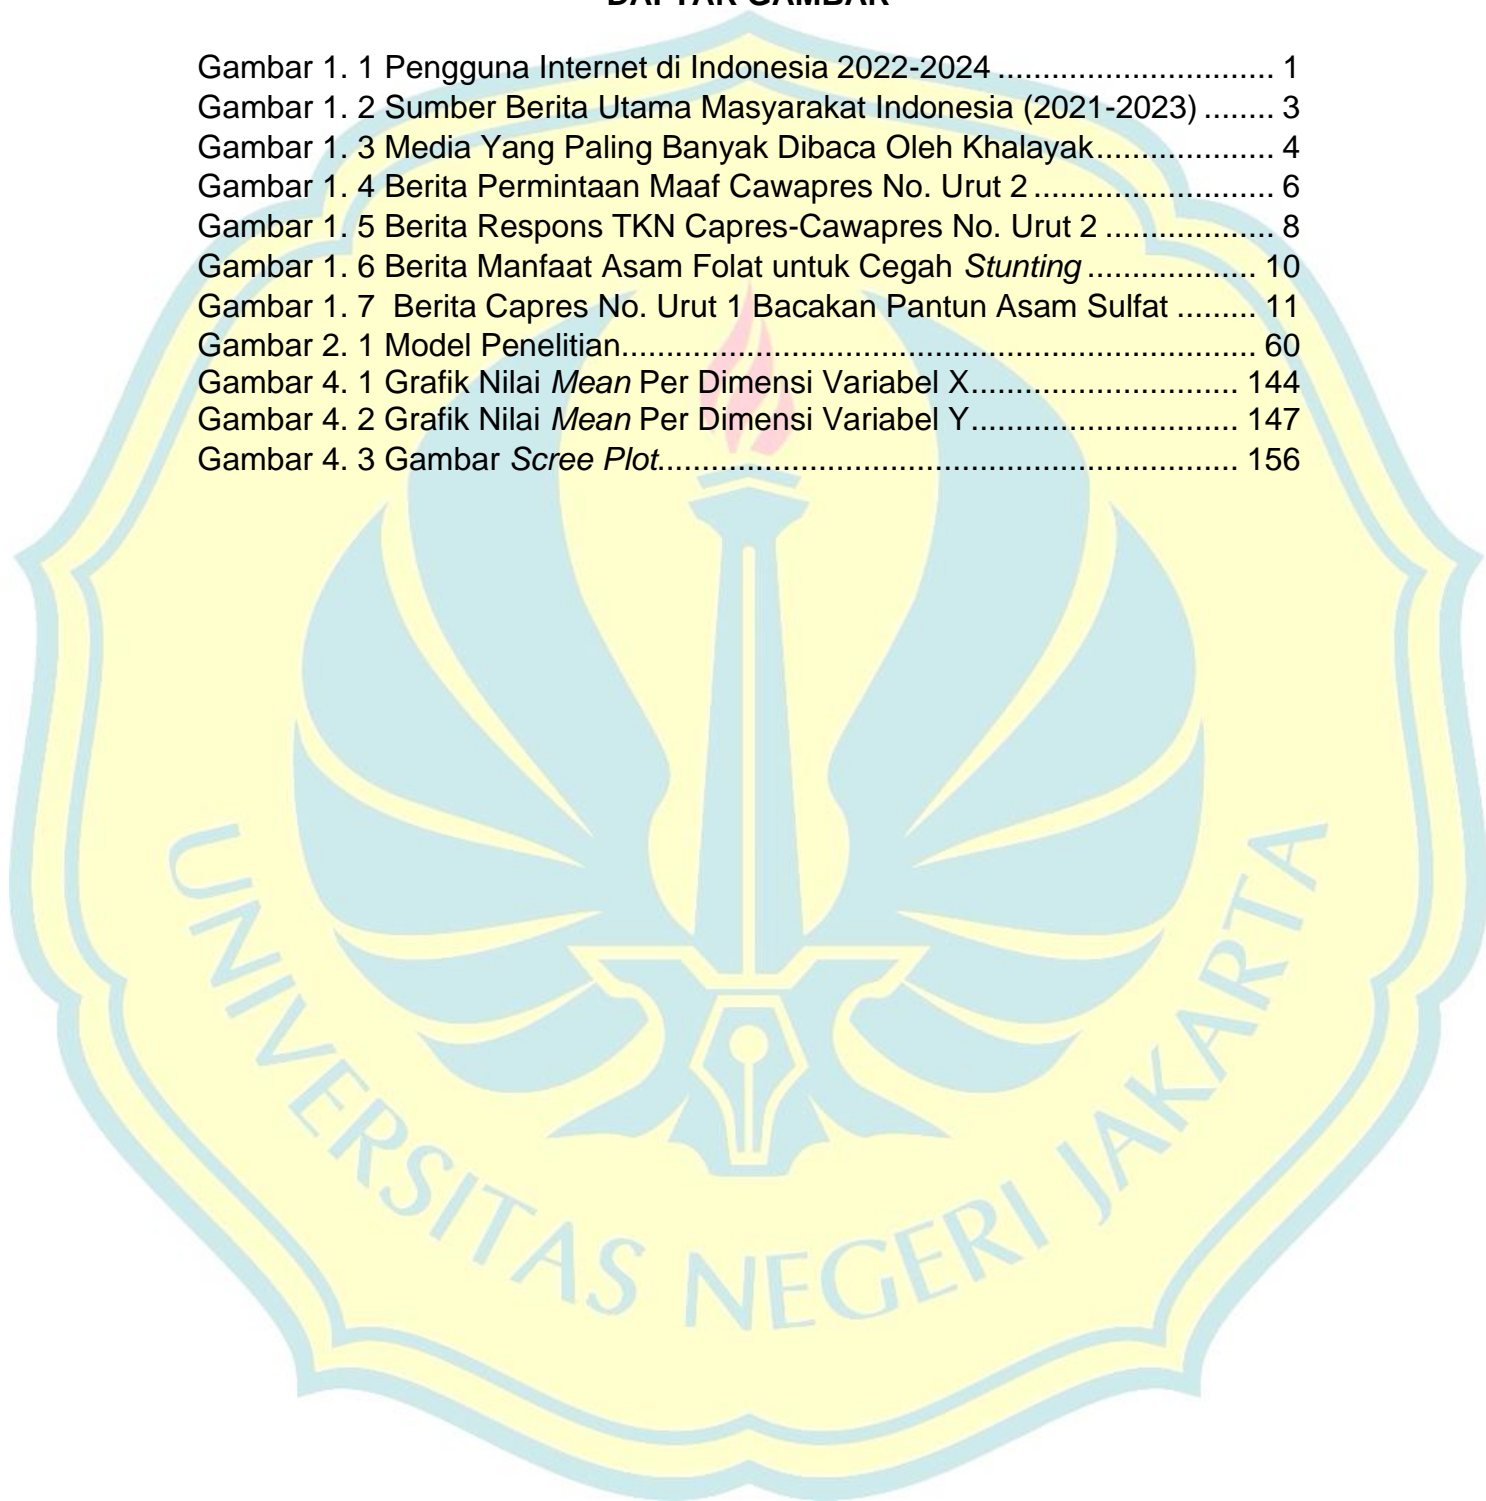 DAFTAR GAMBAR
Gambar 1. 1 Pengguna Internet di Indonesia 2022-2024 ............................... 1
Gambar 1. 2 Sumber Berita Utama Masyarakat Indonesia (2021-2023) ........ 3
Gambar 1. 3 Media Yang Paling Banyak Dibaca Oleh Khalayak.................... 4
Gambar 1. 4 Berita Permintaan Maaf Cawapres No. Urut 2 ........................... 6
Gambar 1. 5 Berita Respons TKN Capres-Cawapres No. Urut 2 ................... 8
Gambar 1. 6 Berita Manfaat Asam Folat untuk Cegah Stunting ................... 10
Gambar 1. 7  Berita Capres No. Urut 1 Bacakan Pantun Asam Sulfat ......... 11
Gambar 2. 1 Model Penelitian...................................................................... 60
Gambar 4. 1 Grafik Nilai Mean Per Dimensi Variabel X.............................. 144
Gambar 4. 2 Grafik Nilai Mean Per Dimensi Variabel Y.............................. 147
Gambar 4. 3 Gambar Scree Plot................................................................ 156
UNIVERSITAS NEGERI JAKARTA